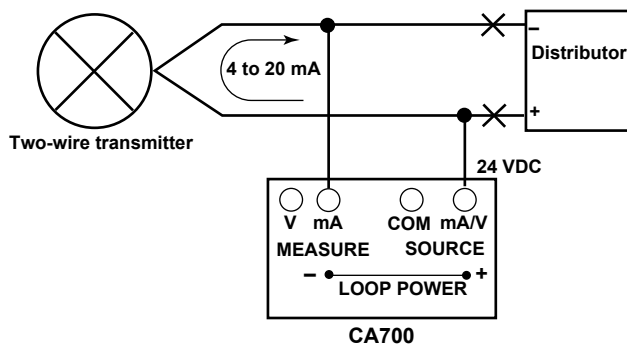 −
Distributor
4 to 20 mA
+
Two-wire transmitter
24 VDC
V mA COM mA/V
MEASURE SOURCE
− +
LOOP POWER
CA700